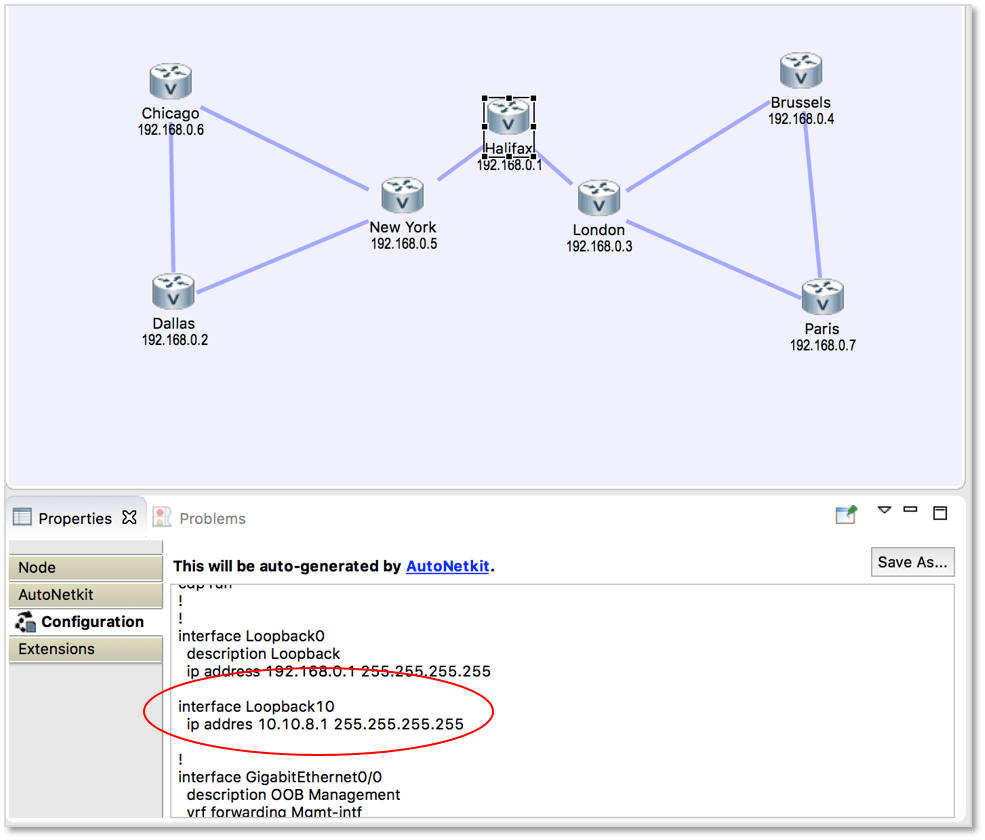 Chicago
192.168.0.6
Brussels
192.168.0.4
Halifax
192.168.0.1
New York
192.168.0.5
London
192.168.0.3
Dallas
192.168.0.2
Paris
192.168.0.7
Properties
Problems
Node
AutoNetkit
Configuration
Extensions
This will be auto-generated by AutoNetkit.
Save As...
cdp run
!
!
interface Loopback0
description Loopback
ip address 192.168.0.1 255.255.255.255
interface Loopback10
ip addres 10.10.8.1 255.255.255.255
!
interface GigabitEthernet0/0
description OOB Management
vrf forwarding Mgmt-intf